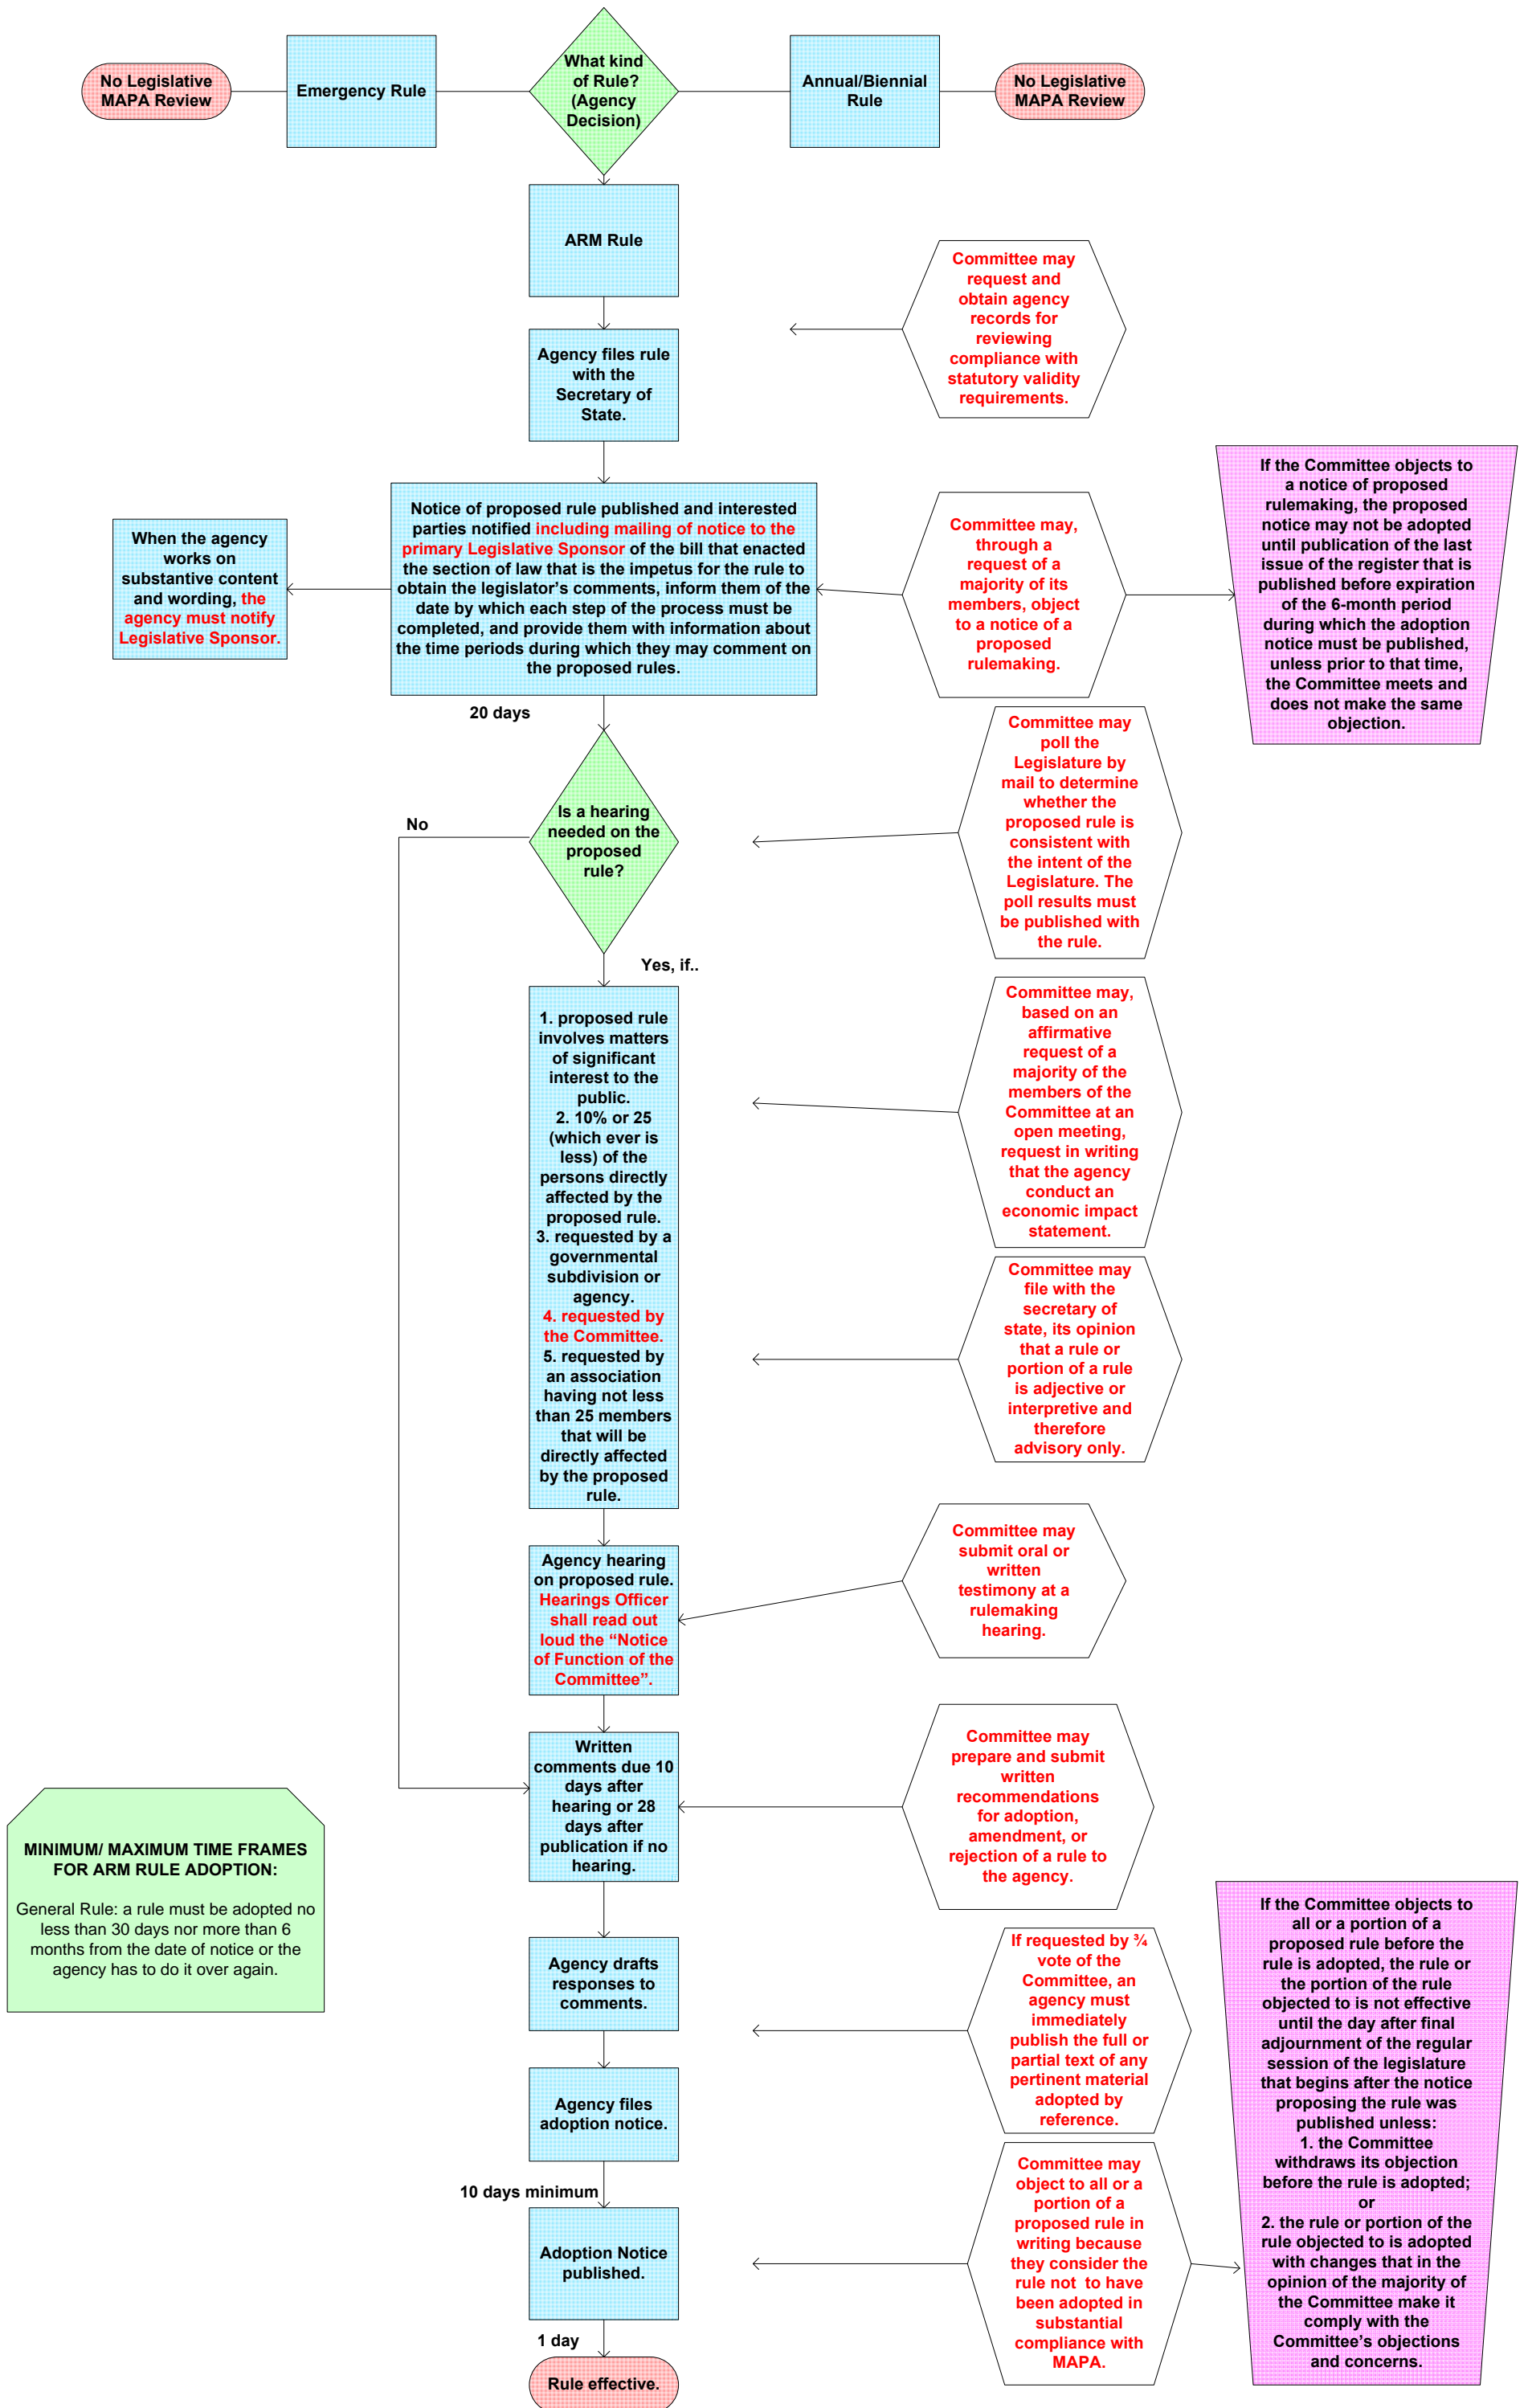 No Legislative
MAPA Review
Emergency Rule
What kind
of Rule?
(Agency
Decision)
Annual/Biennial
Rule
No Legislative
MAPA Review
ARM Rule
Committee may
request and
obtain agency
records for
reviewing
compliance with
statutory validity
requirements.
Agency files rule
with the
Secretary of
State.
When the agency
works on
substantive content
and wording, the
agency must notify
Legislative Sponsor.
Notice of proposed rule published and interested
parties notified including mailing of notice to the
primary Legislative Sponsor of the bill that enacted
the section of law that is the impetus for the rule to
obtain the legislator’s comments, inform them of the
date by which each step of the process must be
completed, and provide them with information about
the time periods during which they may comment on
the proposed rules.
Committee may,
through a
request of a
majority of its
members, object
to a notice of a
proposed
rulemaking.
If the Committee objects to
a notice of proposed
rulemaking, the proposed
notice may not be adopted
until publication of the last
issue of the register that is
published before expiration
of the 6-month period
during which the adoption
notice must be published,
unless prior to that time,
the Committee meets and
does not make the same
objection.
20 days
Is a hearing
needed on the
proposed
rule?
No
Committee may
poll the
Legislature by
mail to determine
whether the
proposed rule is
consistent with
the intent of the
Legislature. The
poll results must
be published with
the rule.
Yes, if..
1. proposed rule
involves matters
of significant
interest to the
public.
2. 10% or 25
(which ever is
less) of the
persons directly
affected by the
proposed rule.
3. requested by a
governmental
subdivision or
agency.
4. requested by
the Committee.
5. requested by
an association
having not less
than 25 members
that will be
directly affected
by the proposed
rule.
Committee may,
based on an
affirmative
request of a
majority of the
members of the
Committee at an
open meeting,
request in writing
that the agency
conduct an
economic impact
statement.
Committee may
file with the
secretary of
state, its opinion
that a rule or
portion of a rule
is adjective or
interpretive and
therefore
advisory only.
Agency hearing
on proposed rule.
Hearings Officer
shall read out
loud the “Notice
of Function of the
Committee”.
Committee may
submit oral or
written
testimony at a
rulemaking
hearing.
Written
comments due 10
days after
hearing or 28
days after
publication if no
hearing.
Committee may
prepare and submit
written
recommendations
for adoption,
amendment, or
rejection of a rule to
the agency.
MINIMUM/ MAXIMUM TIME FRAMES
FOR ARM RULE ADOPTION:
General Rule: a rule must be adopted no
less than 30 days nor more than 6
months from the date of notice or the
agency has to do it over again.
Agency drafts
responses to
comments.
If requested by ¾
vote of the
Committee, an
agency must
immediately
publish the full or
partial text of any
pertinent material
adopted by
reference.
If the Committee objects to
all or a portion of a
proposed rule before the
rule is adopted, the rule or
the portion of the rule
objected to is not effective
until the day after final
adjournment of the regular
session of the legislature
that begins after the notice
proposing the rule was
published unless:
1. the Committee
withdraws its objection
before the rule is adopted;
or
2. the rule or portion of the
rule objected to is adopted
with changes that in the
opinion of the majority of
the Committee make it
comply with the
Committee’s objections
and concerns.
Agency files
adoption notice.
10 days minimum
Adoption Notice
published.
Committee may
object to all or a
portion of a
proposed rule in
writing because
they consider the
rule not to have
been adopted in
substantial
compliance with
MAPA.
1 day
Rule effective.